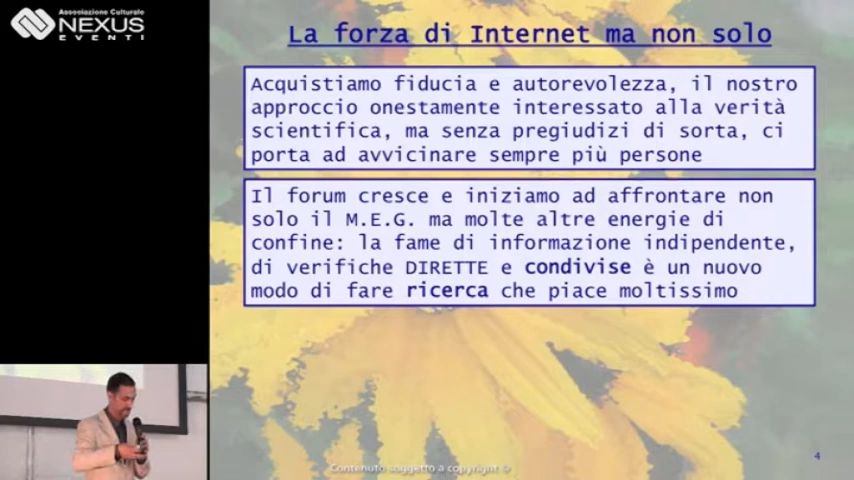 Associazione Culturale
NEXUS
EVENTI
La forza di Internet ma non solo
Acquistiamo fiducia e autorevolezza, il nostro
approccio onestamente interessato alla verità
scientifica, ma senza pregiudizi di sorta, ci
porta ad avvicinare sempre più persone
Il forum cresce e iniziamo ad affrontare non
solo il M.E.G. ma molte altre energie di
confine: la fame di informazione indipendente,
di verifiche DIRETTE e condivise è un nuovo
modo di fare ricerca che piace moltissimo
4
Contenuto soggetto a copyright ©